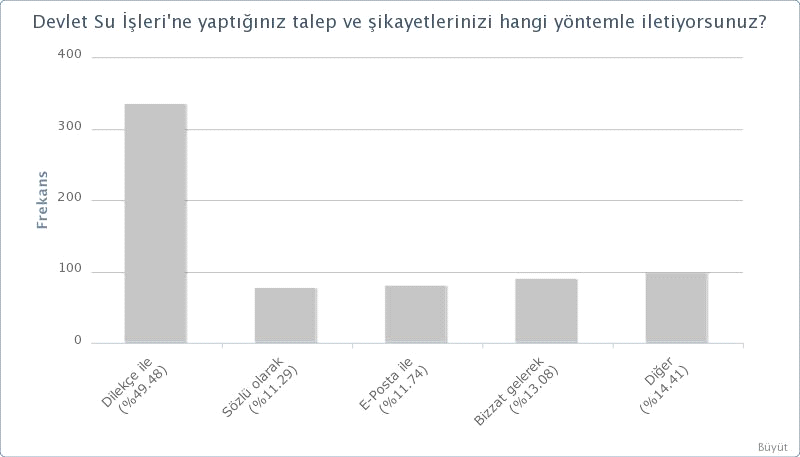 Devlet Su İşleri'ne yaptığınız talep ve şikayetlerinizi hangi yöntemle iletiyorsunuz?
400
300
200
100
0
Frekans
Dilekçe ile
(%49.48)
Sözlü olarak
(%11.29)
E-Posta ile
(%11.74)
Bizzat gelerek
(%13.08)
Diğer
(%14.41)
Büyüt